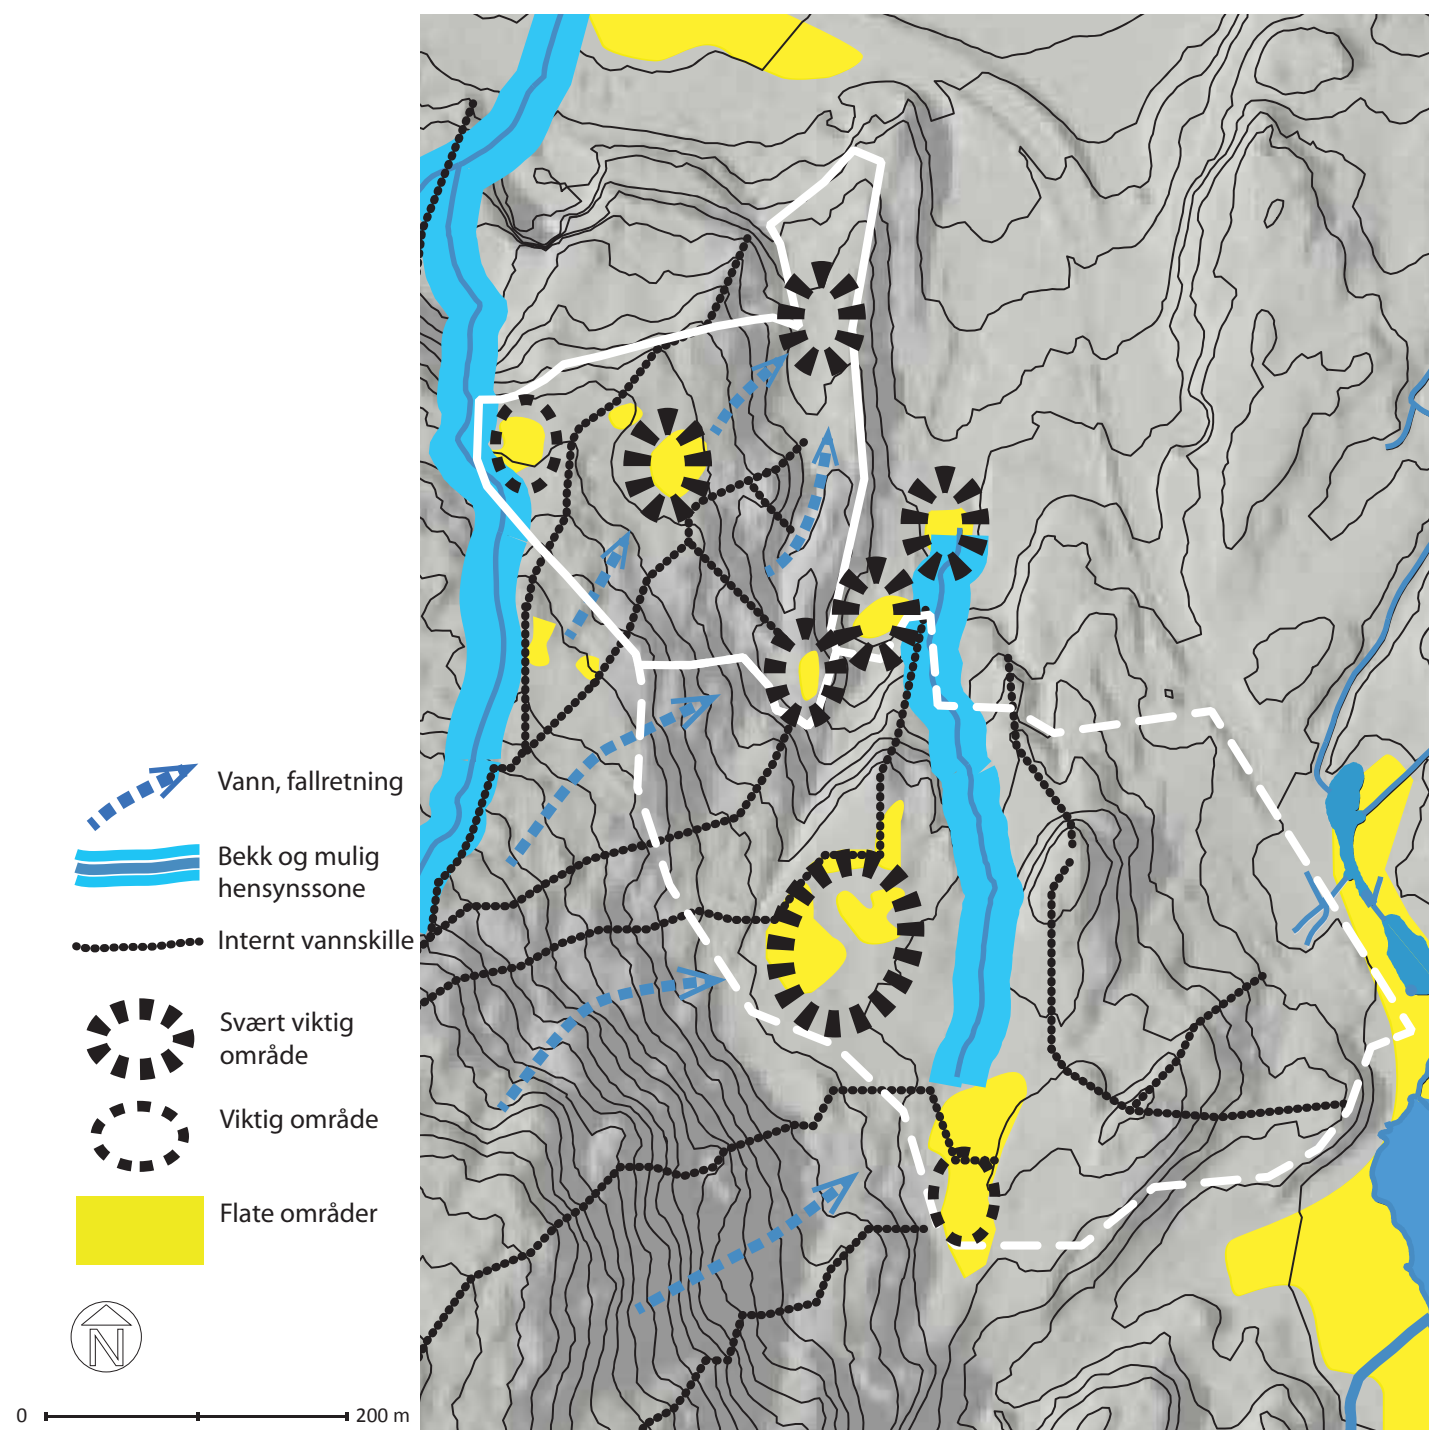 Vann, fallretning
Bekk og mulig
hensynssone
Internt vannskille
Svært viktig
område
Viktig område
Flate områder
N
0
200 m